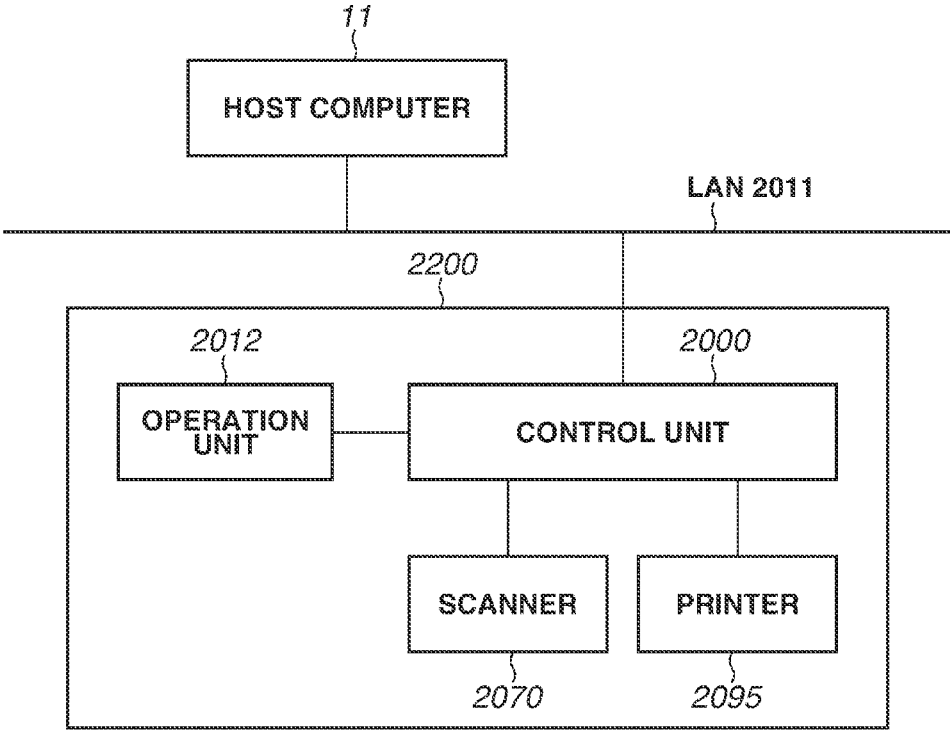 11
HOST COMPUTER
LAN 2011
2200
2012
2000
OPERATION
UNIT
CONTROL UNIT
SCANNER
PRINTER
2070
2095